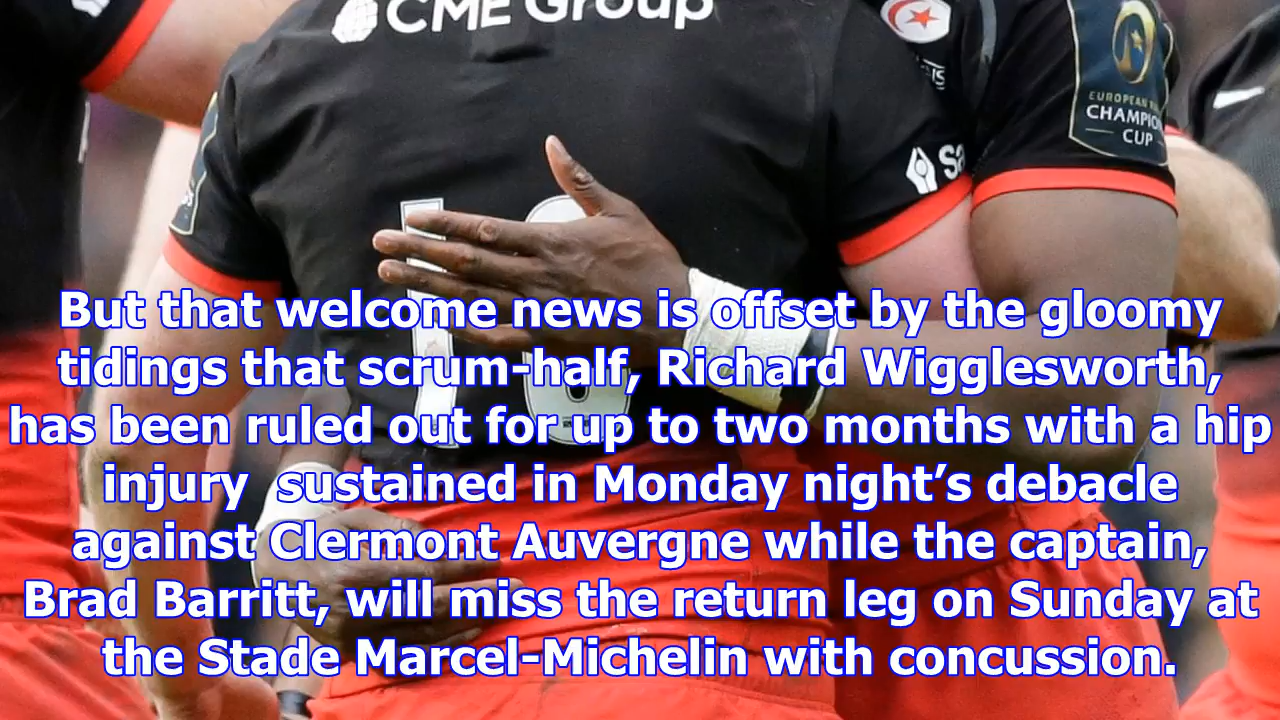 CME Group
EUROPEAN
CHAMPION
CUP
sa
18
But that welcome news is offset by the gloomy
tidings that scrum-half, Richard Wigglesworth,
has been ruled out for up to two months with a hip
injury  sustained in Monday night’s debacle
against Clermont Auvergne while the captain,
Brad Barritt, will miss the return leg on Sunday at
the Stade Marcel-Michelin with concussion.